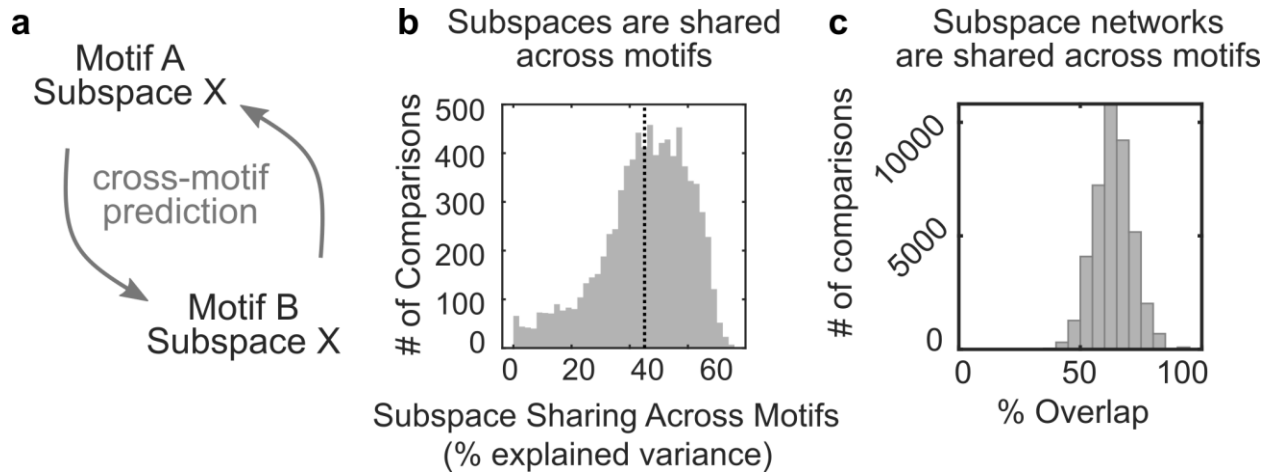 a
Motif A
Subspace X
cross-motif
prediction
Motif B
Subspace X
b
Subspaces are shared
across motifs
# of Comparisons
500
400
300
200
100
0
0 20 40 60
Subspace Sharing Across Motifs
(% explained variance)
c
Subspace networks
are shared across motifs
# of comparisons
10000
5000
0
0 50 100
% Overlap